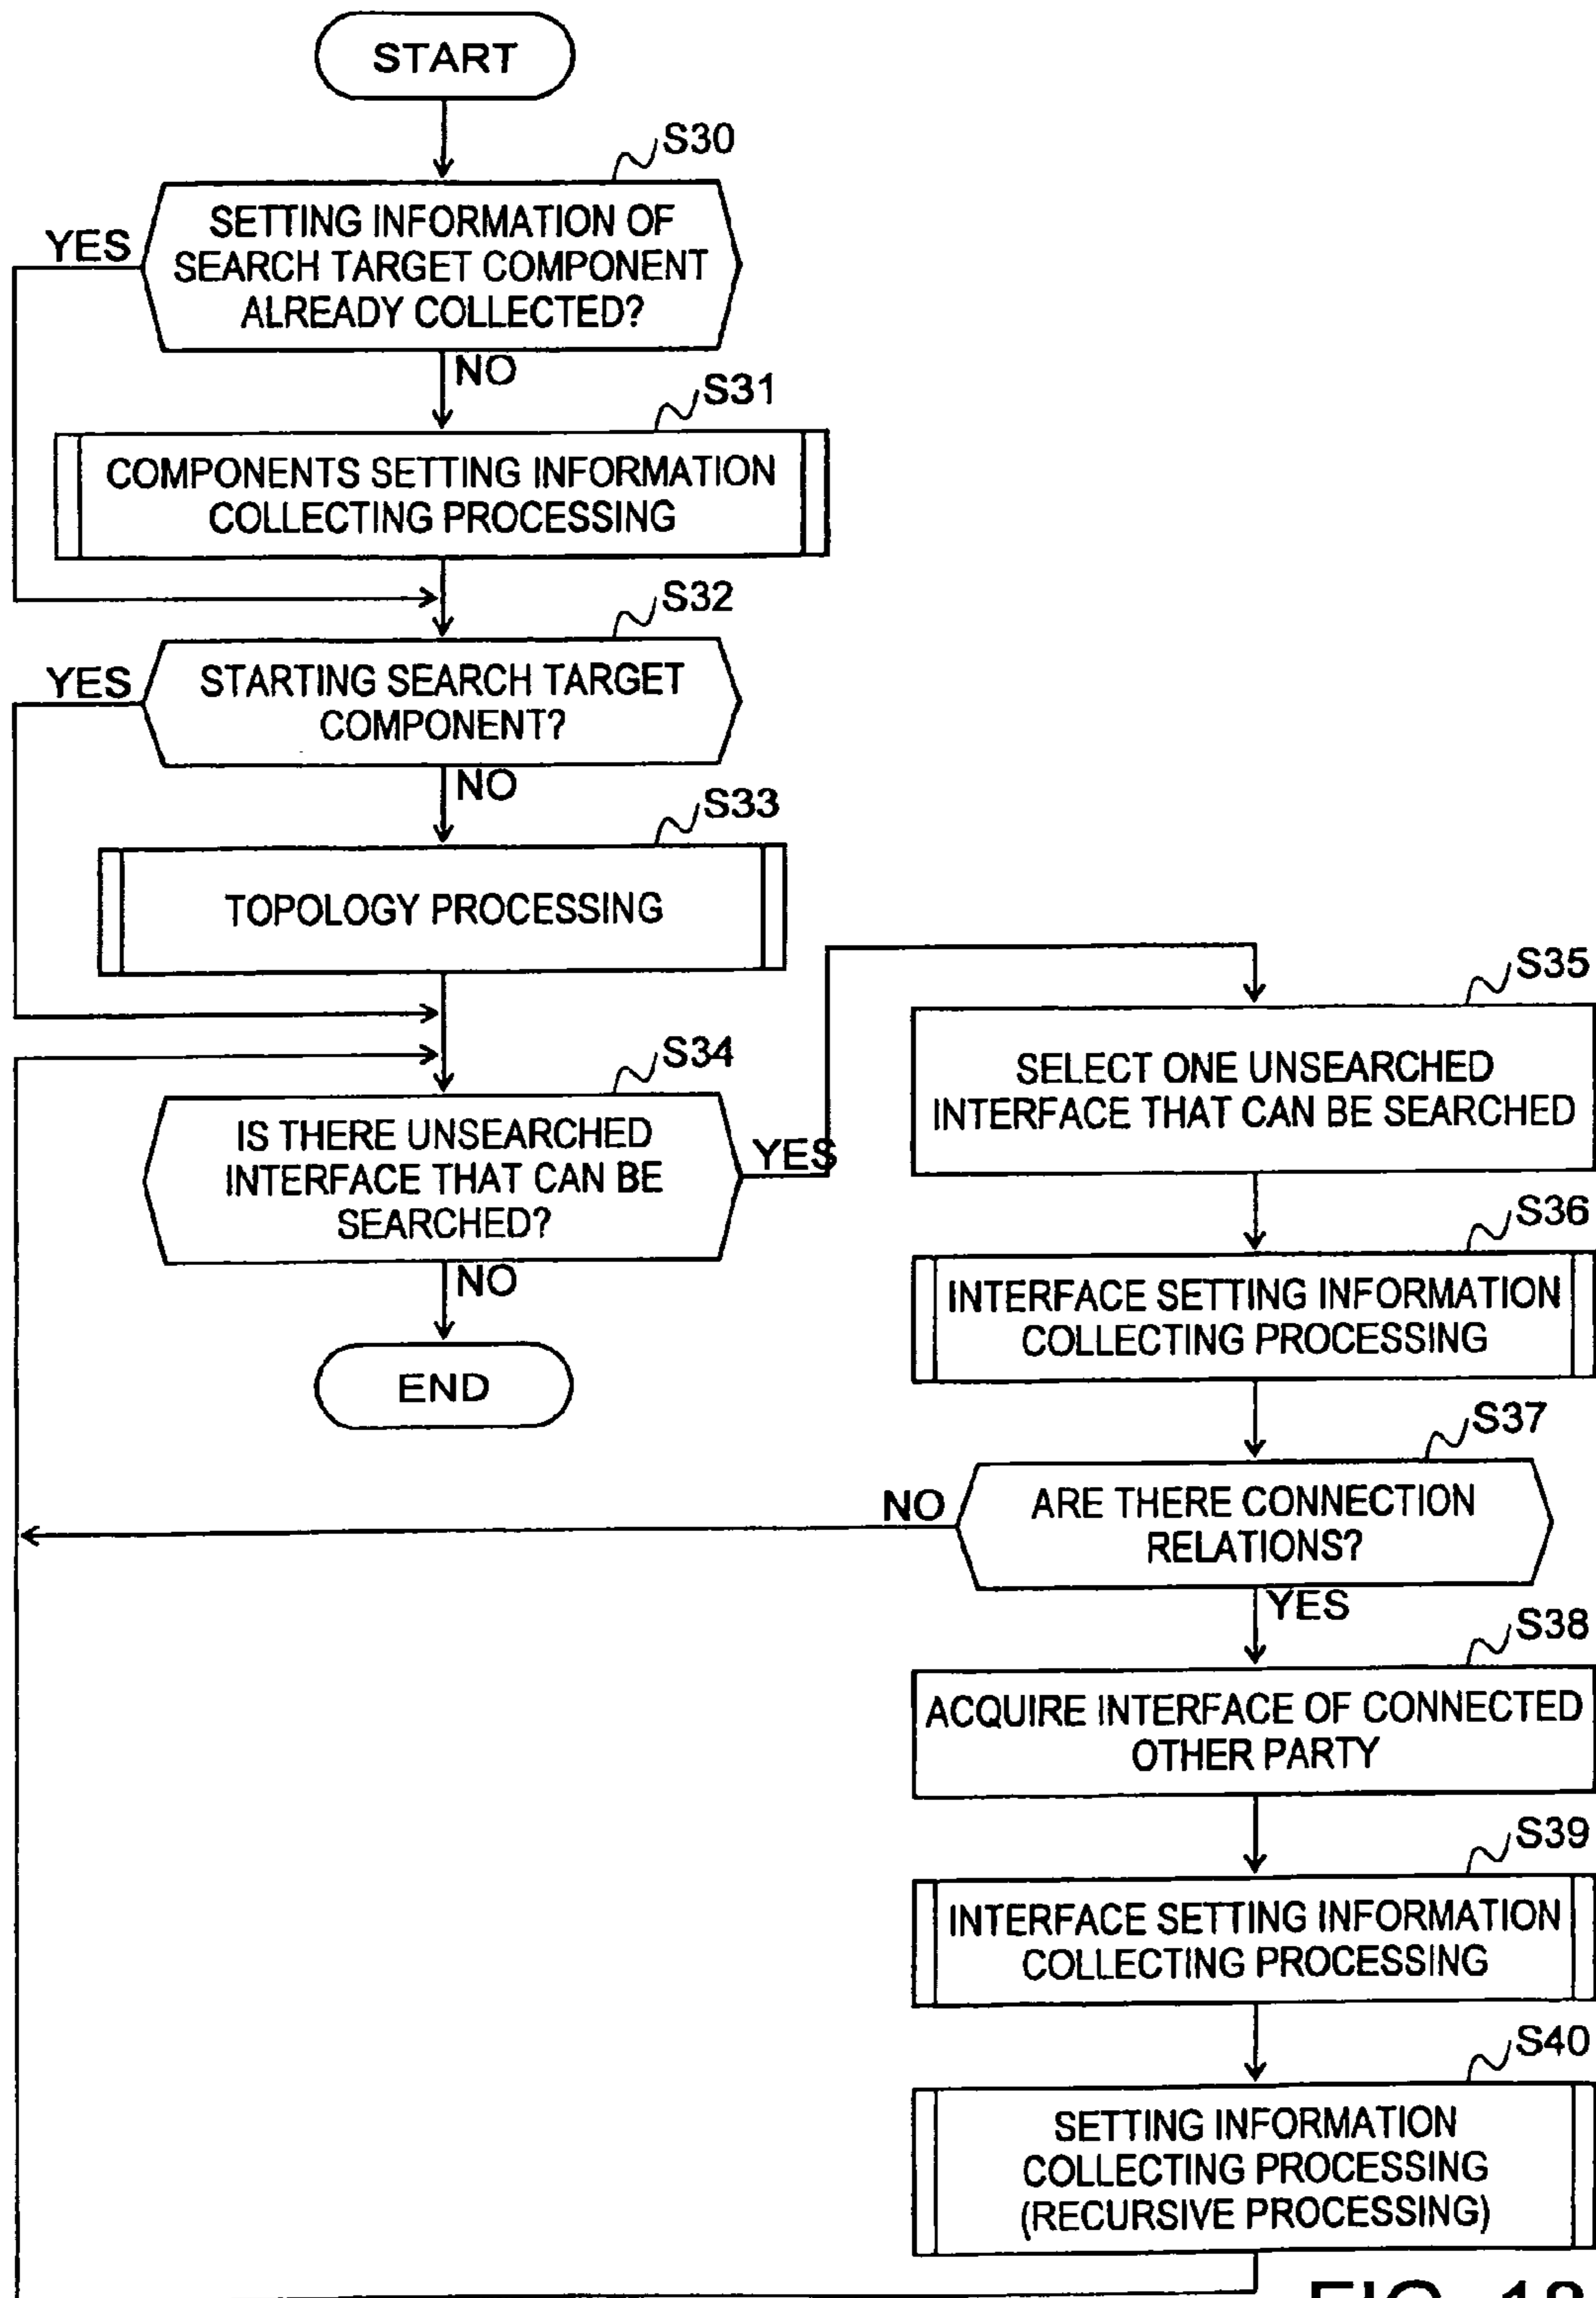 START
S30
SETTING INFORMATION OF
SEARCH TARGET COMPONENT
ALREADY COLLECTED?
YES
NO
S31
COMPONENTS SETTING INFORMATION
COLLECTING PROCESSING
S32
STARTING SEARCH TARGET
COMPONENT?
YES
NO
S33
TOPOLOGY PROCESSING
S34
IS THERE UNSEARCHED
INTERFACE THAT CAN BE
SEARCHED?
YES
NO
END
S35
SELECT ONE UNSEARCHED
INTERFACE THAT CAN BE SEARCHED
S36
INTERFACE SETTING INFORMATION
COLLECTING PROCESSING
S37
ARE THERE CONNECTION
RELATIONS?
NO
YES
S38
ACQUIRE INTERFACE OF CONNECTED
OTHER PARTY
S39
INTERFACE SETTING INFORMATION
COLLECTING PROCESSING
S40
SETTING INFORMATION
COLLECTING PROCESSING
(RECURSIVE PROCESSING)